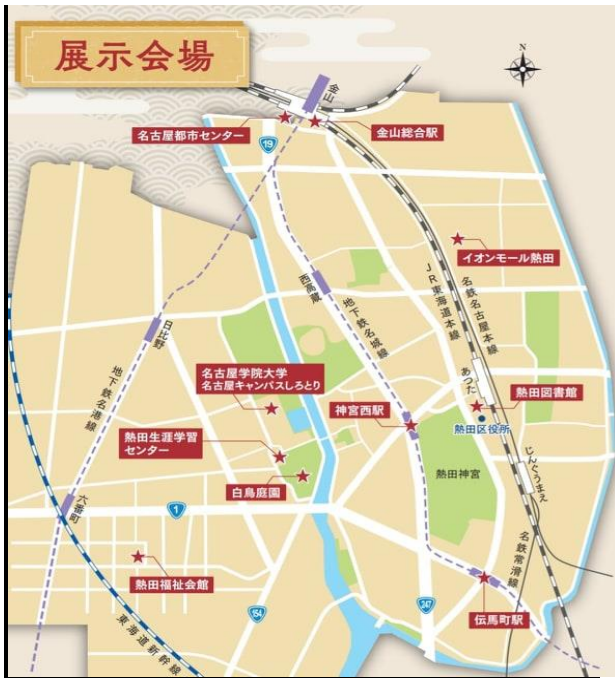 展示会場
N
金山
名古屋都市センター
金山総合駅
19
イオンモール熱田
西高蔵
地下鉄名城線
JR東海道本線
名鉄名古屋本線
日比野
地下鉄名港線
名古屋学院大学
名古屋キャンパスしろとり
神宮西駅
あつた
熱田図書館
熱田区役所
熱田生涯学習
センター
白鳥庭園
熱田神宮
じんぐうまえ
六番町
1
熱田福祉会館
名鉄常滑線
東海道新幹線
154
247
伝馬町駅